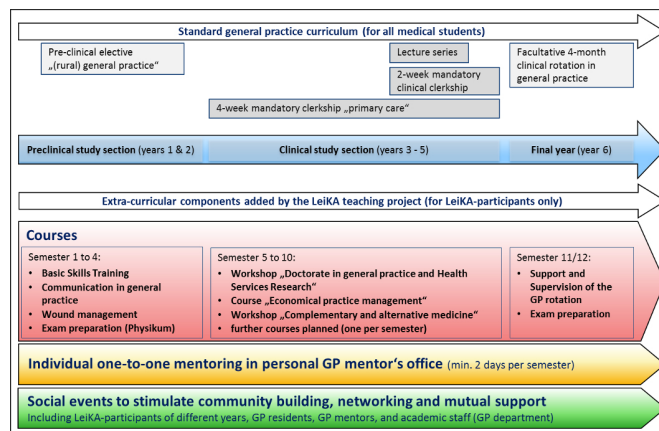 Standard general practice curriculum (for all medical students)
Pre-clinical elective
„(rural) general practice“
Lecture series
2-week mandatory
clinical clerkship
Facultative 4-month
clinical rotation in
general practice
4-week mandatory clerkship „primary care“
Preclinical study section (years 1 & 2)
Clinical study section (years 3 - 5)
Final year (year 6)
Extra-curricular components added by the LeiKA teaching project (for LeiKA-participants only)
Courses
Semester 1 to 4:
• Basic Skills Training
• Communication in general
practice
• Wound management
• Exam preparation (Physikum)
Semester 5 to 10:
• Workshop „Doctorate in general practice and Health
Services Research“
• Course „Economical practice management“
• Workshop „Complementary and alternative medicine“
• further courses planned (one per semester)
Semester 11/12:
• Support and
Supervision of the
GP rotation
• Exam preparation
Individual one-to-one mentoring in personal GP mentor‘s office (min. 2 days per semester)
Social events to stimulate community building, networking and mutual support
Including LeiKA-participants of different years, GP residents, GP mentors, and academic staff (GP department)